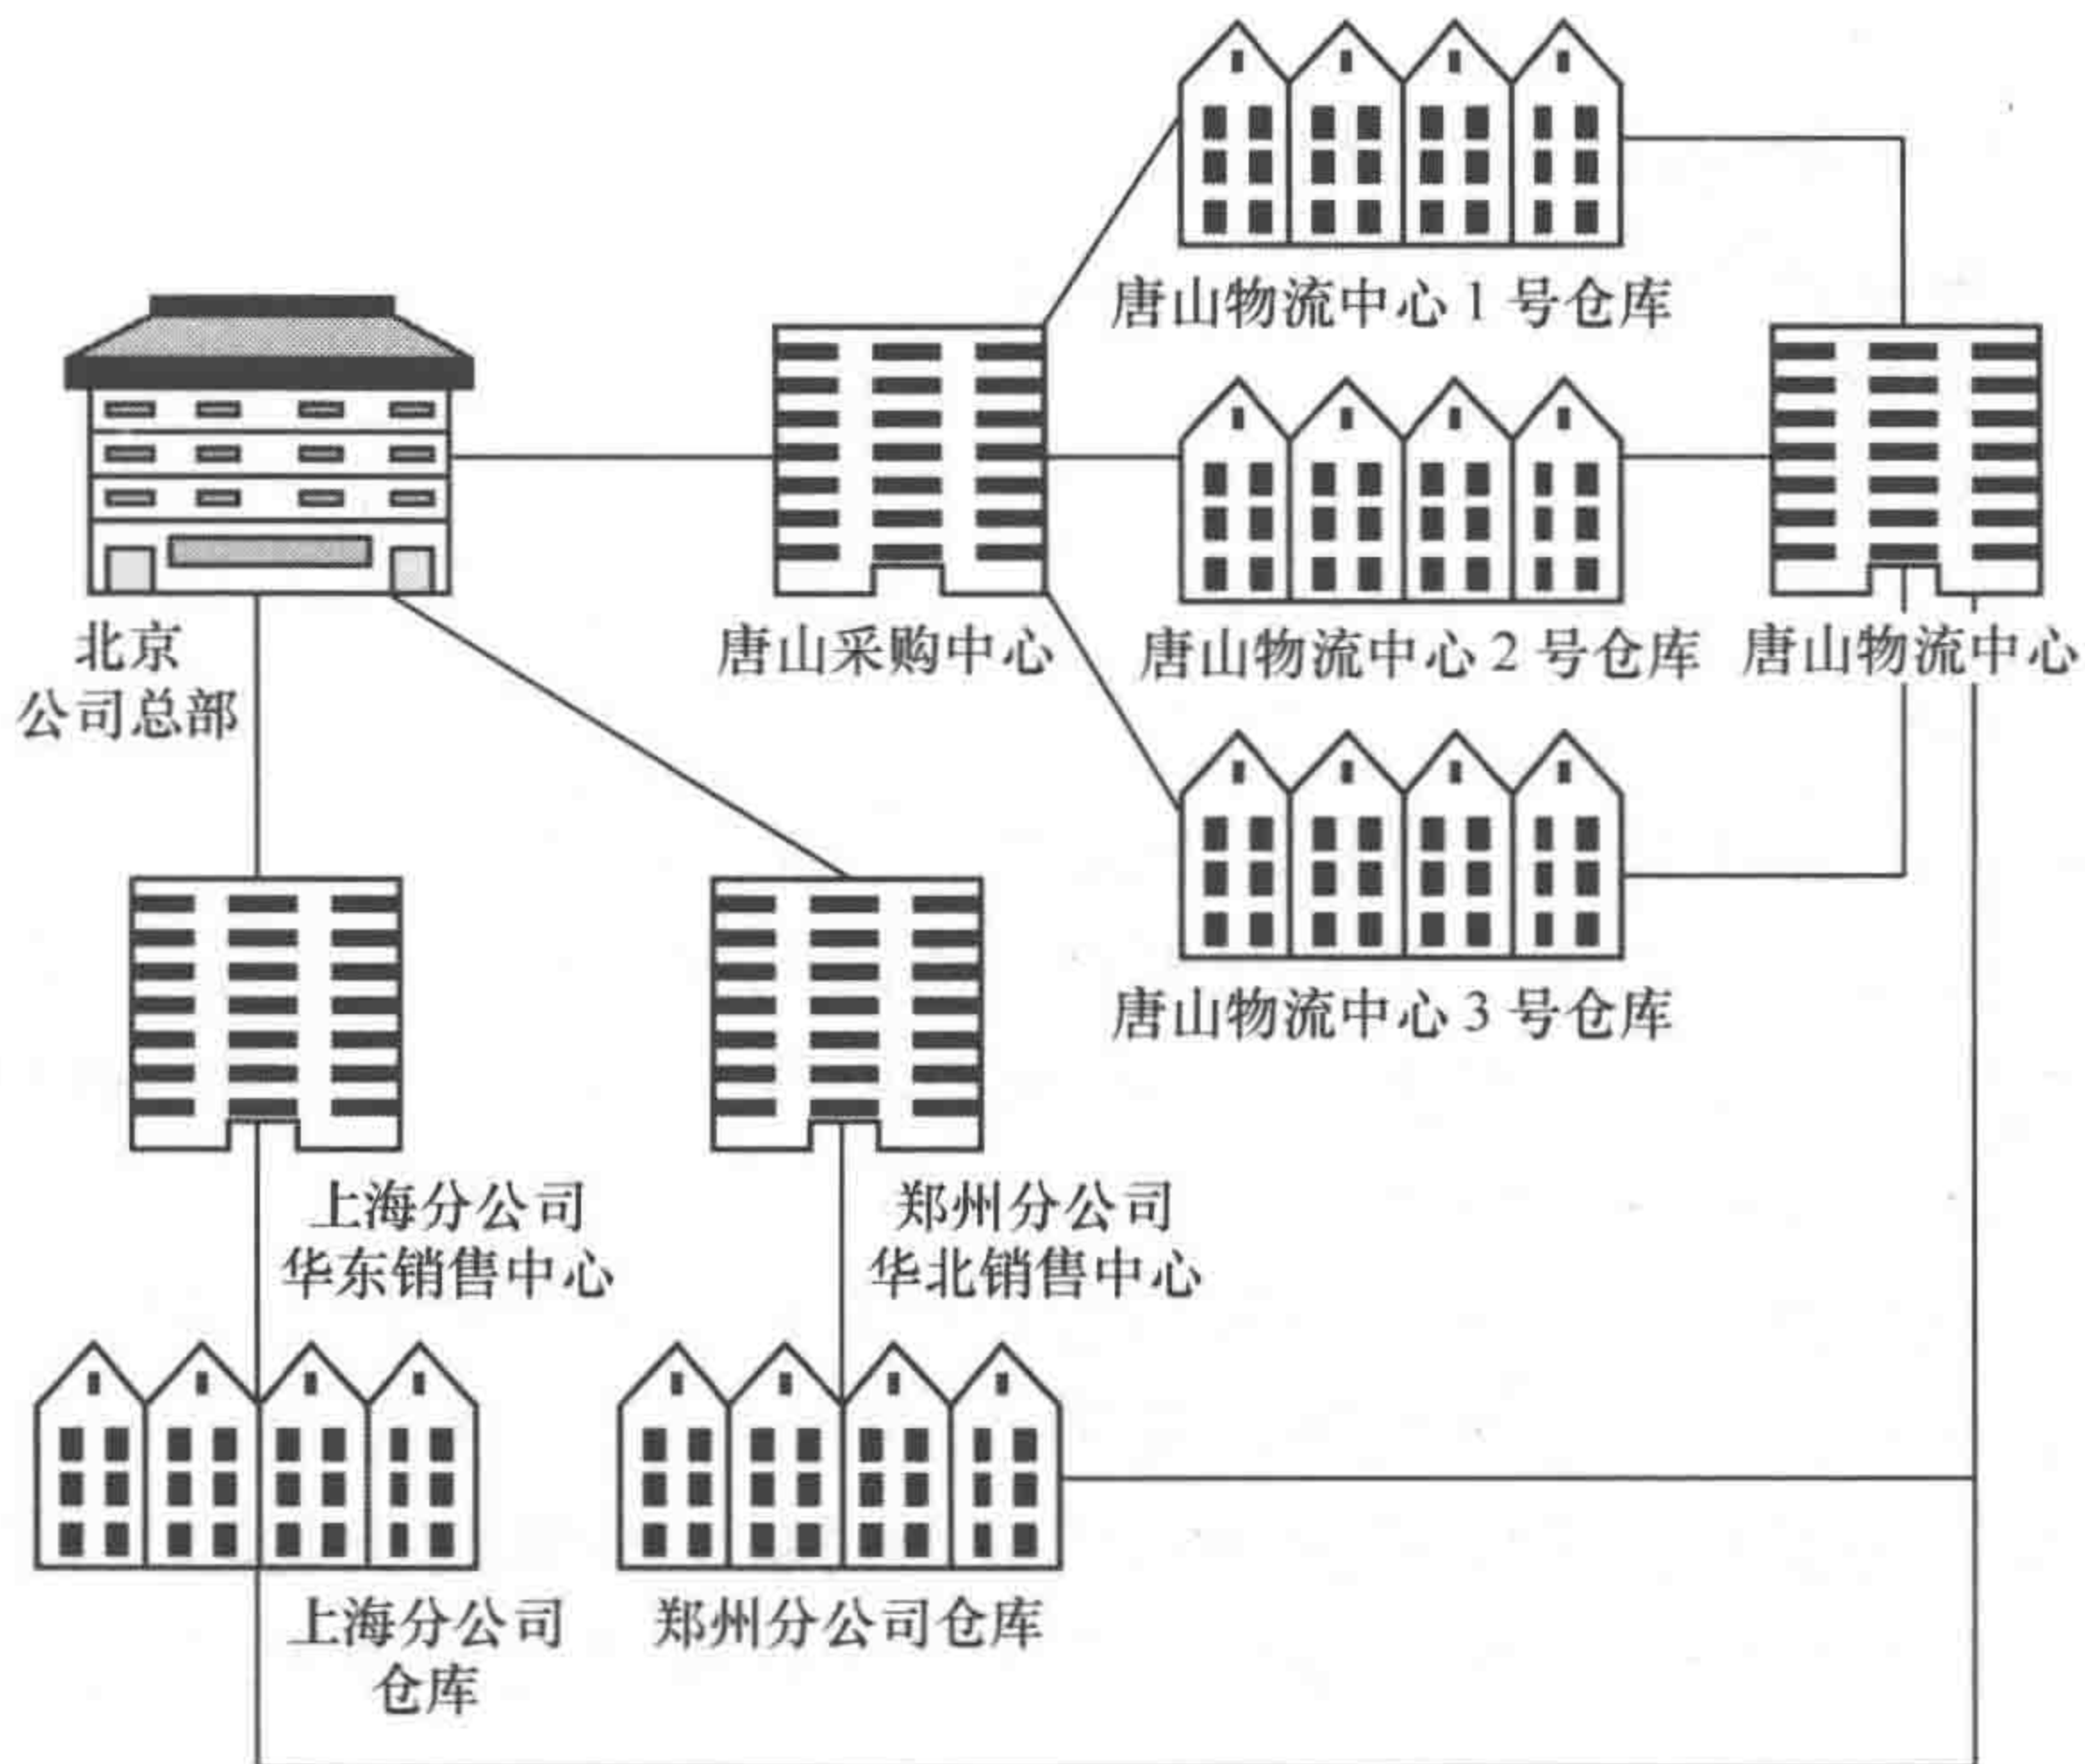 唐山物流中心 1 号仓库
北京
公司总部
唐山采购中心
唐山物流中心 2 号仓库
唐山物流中心
唐山物流中心 3 号仓库
上海分公司
华东销售中心
郑州分公司
华北销售中心
上海分公司
仓库
郑州分公司仓库